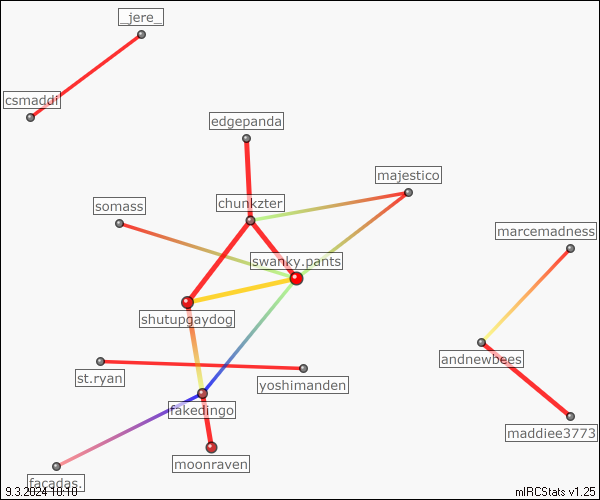 _jere_
csmaddi
edgepanda
majestico
chunkzter
somass
marcemadness
swanky.pants
shutupgaydog
andnewbees
st.ryan
yoshimanden
fakedingo
maddiee3773
moonraven
facadas.
9.3.2024 10:10
mIRCStats v1.25